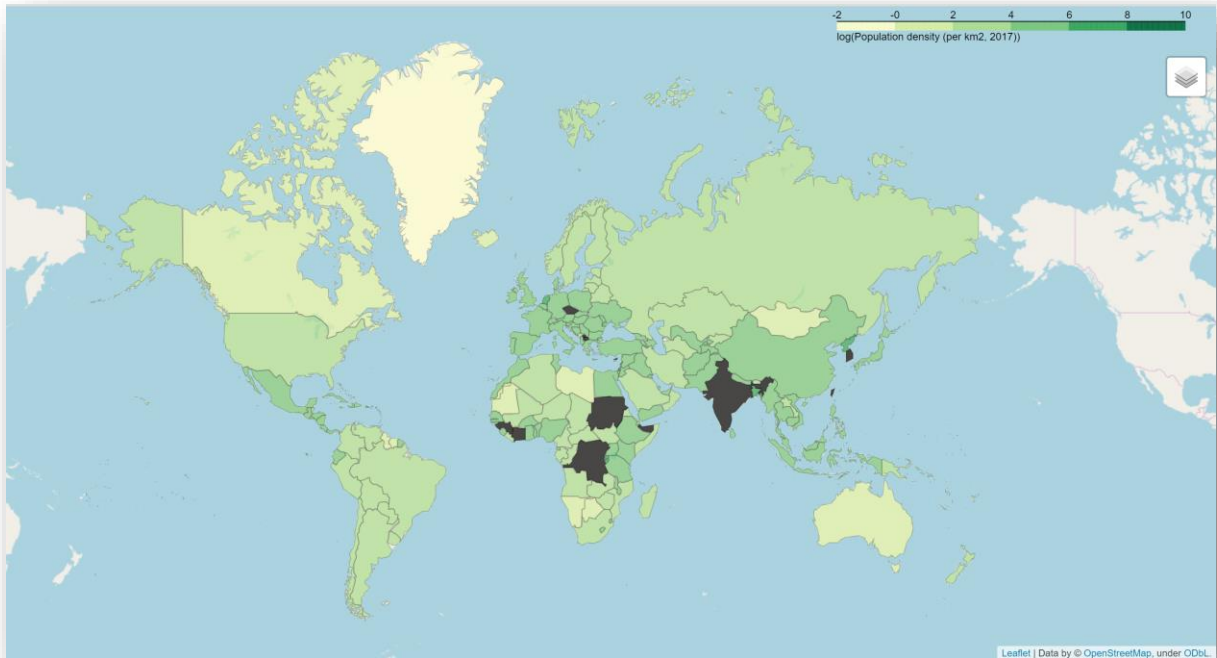 -2 -0 2 4 6 8 10
log(Population density (per km2, 2017))
Leaflet | Data by © OpenStreetMap, under ODbL.